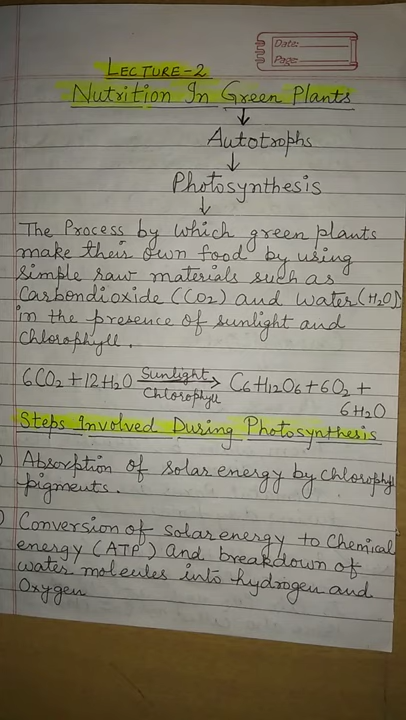 Date:
Page:
LECTURE-2
Nutrition In Green Plants
↓
Autotrophs
↓
Photosynthesis
↓
The Process by which green plants
make their own food by using
simple raw materials such as
Carbondioxide (CO2) and Water (H2O)
in the presence of sunlight and
Chlorophyll.
6CO2 + 12H2O Sunlight→ Chlorophyll C6H12O6 + 6O2 +
6H2O
Steps Involved During Photosynthesis
) Absorption of solar energy by chlorophyll
pigments.
) Conversion of solar energy to Chemical
energy (ATP) and breakdown of
water molecules into hydrogen and
Oxygen